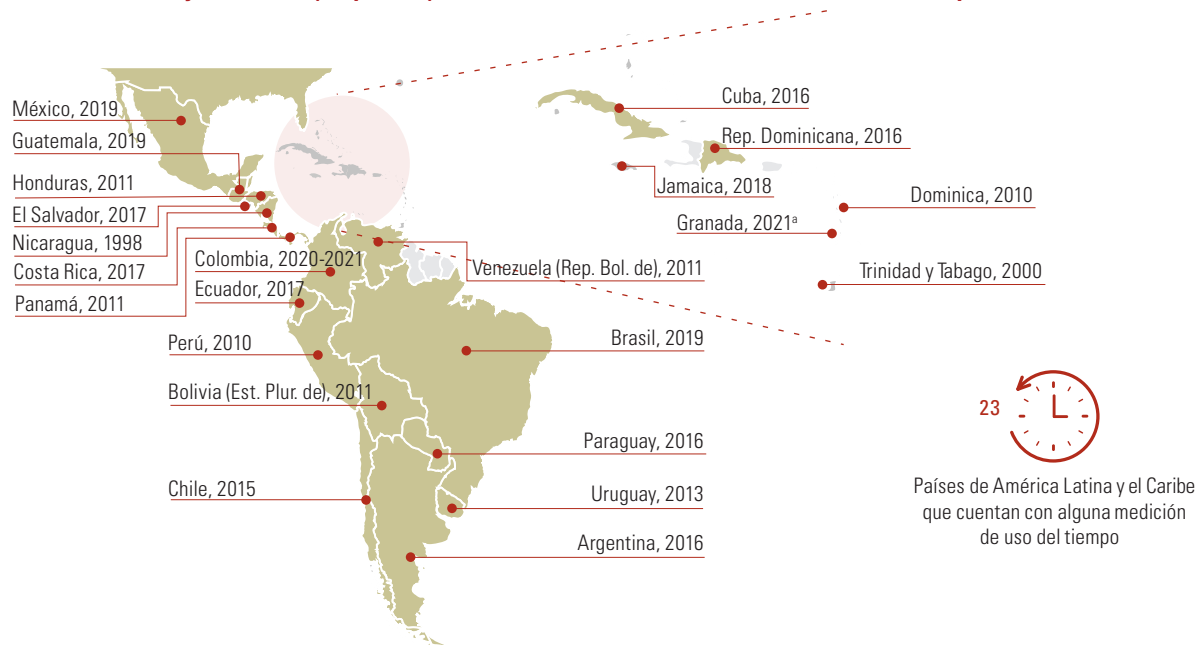 México, 2019
Guatemala, 2019
Honduras, 2011
El Salvador, 2017
Nicaragua, 1998
Costa Rica, 2017
Panamá, 2011
Colombia, 2020-2021
Ecuador, 2017
Perú, 2010
Bolivia (Est. Plur. de), 2011
Chile, 2015
Venezuela (Rep. Bol. de), 2011
Brasil, 2019
Paraguay, 2016
Uruguay, 2013
Argentina, 2016
Cuba, 2016
Rep. Dominicana, 2016
Jamaica, 2018
Dominica, 2010
Granada, 2021ª
Trinidad y Tabago, 2000
23
Países de América Latina y el Caribe
que cuentan con alguna medición
de uso del tiempo